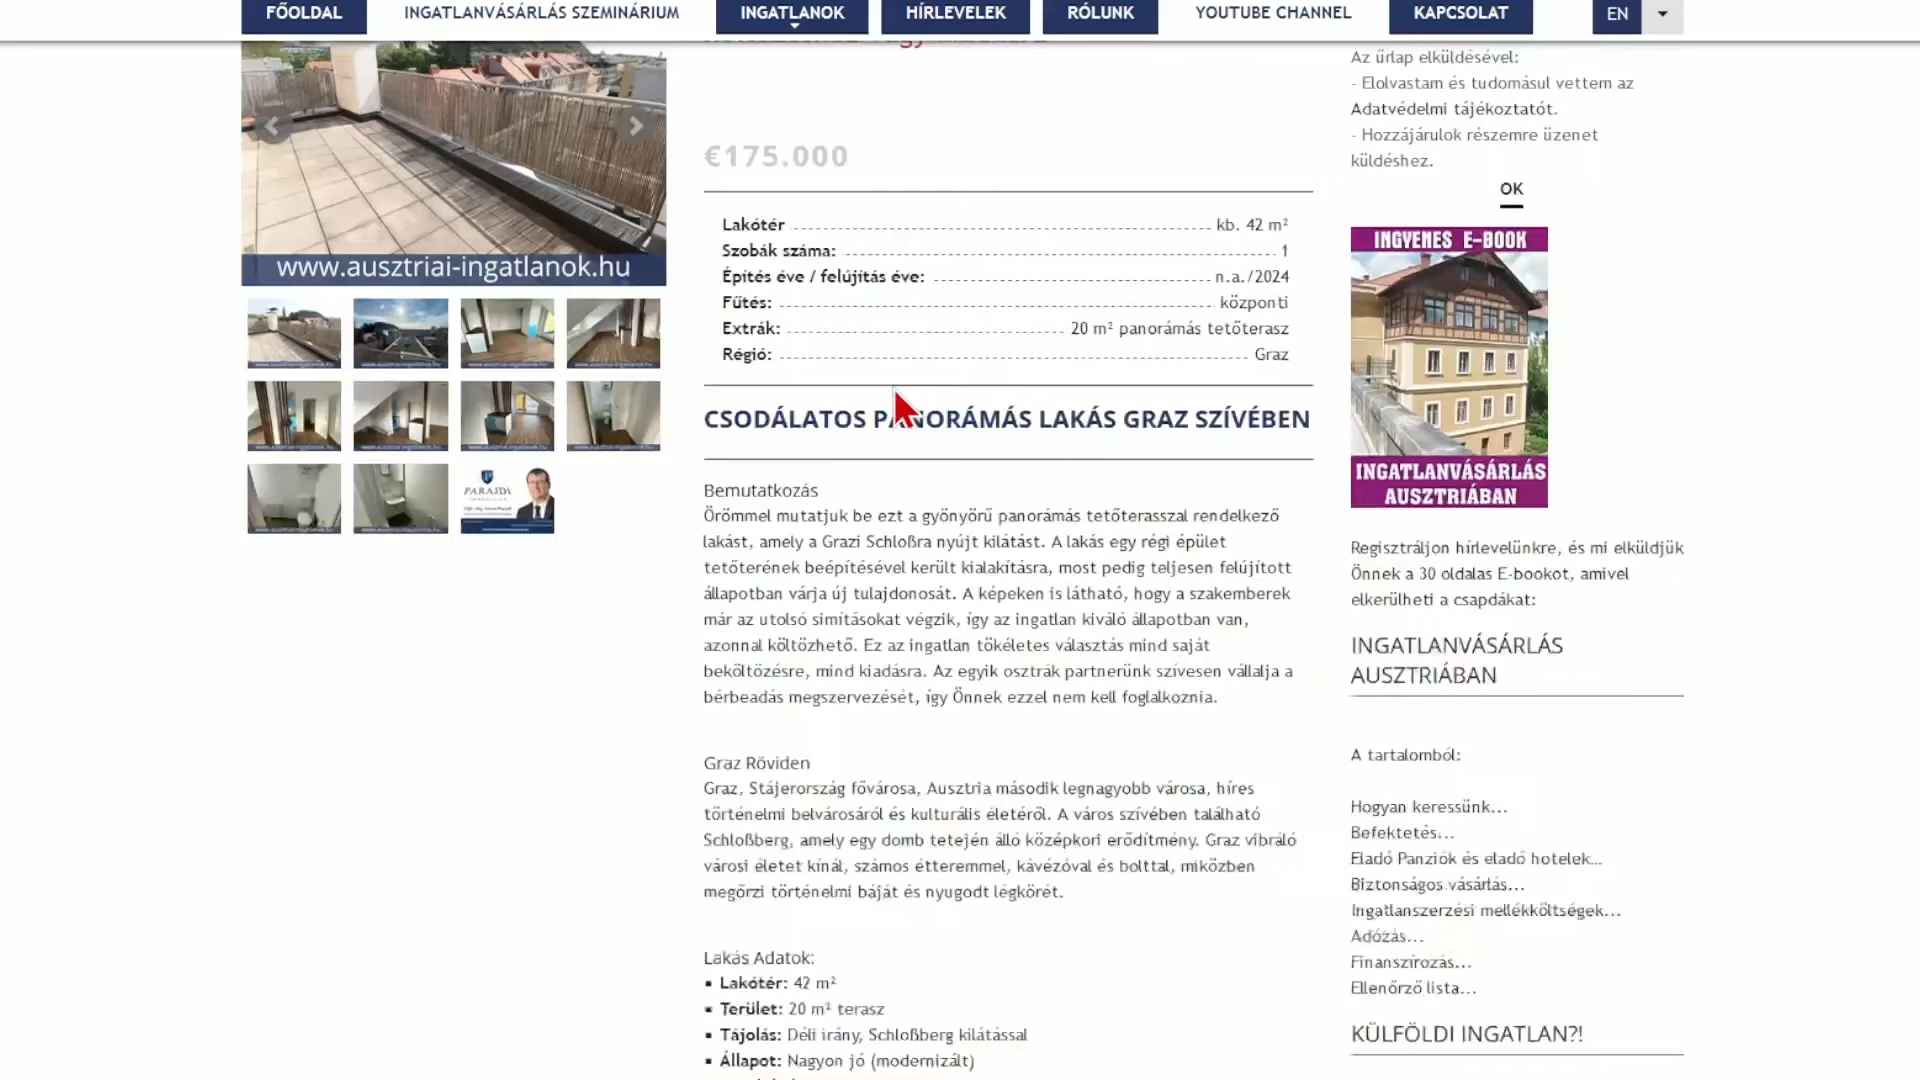 FŐOLDAL
INGATLANVÁSÁRLÁS SZEMINÁRIUM
INGATLANOK
HÍRLEVELEK
RÓLUNK
YOUTUBE CHANNEL
KAPCSOLAT
EN
www.ausztriai-ingatlanok.hu
PARAJDI
€175.000
Lakótér kb. 42 m²
Szobák száma: 1
Építés éve / felújítás éve: n.a./2024
Fűtés: központi
Extrák: 20 m² panorámás tetőterasz
Régió: Graz
CSODÁLATOS PANORÁMÁS LAKÁS GRAZ SZÍVÉBEN
Bemutatkozás
Örömmel mutatjuk be ezt a gyönyörű panorámás tetőterasszal rendelkező
lakást, amely a Grazi Schloßra nyújt kilátást. A lakás egy régi épület
tetőterének beépítésével került kialakításra, most pedig teljesen felújított
állapotban várja új tulajdonosát. A képeken is látható, hogy a szakemberek
már az utolsó simításokat végzik, így az ingatlan kiváló állapotban van,
azonnal költözhető. Ez az ingatlan tökéletes választás mind saját
beköltözésre, mind kiadásra. Az egyik osztrák partnerünk szívesen vállalja a
bérbeadás megszervezését, így Önnek ezzel nem kell foglalkoznia.
Graz Röviden
Graz, Stájerország fővárosa, Ausztria második legnagyobb városa, híres
történelmi belvárosáról és kulturális életéről. A város szívében található
Schloßberg, amely egy domb tetején álló középkori erődítmény. Graz vibráló
városi életet kínál, számos étteremmel, kávézóval és bolttal, miközben
megőrzi történelmi báját és nyugodt légkörét.
Lakás Adatok:
▪ Lakótér: 42 m²
▪ Terület: 20 m² terasz
▪ Tájolás: Déli irány, Schloßberg kilátással
▪ Állapot: Nagyon jó (modernizált)
Az űrlap elküldésével:
- Elolvastam és tudomásul vettem az
Adatvédelmi tájékoztatót.
- Hozzájárulok részemre üzenet
küldéshez.
OK
INGYENES E-BOOK
INGATLANVÁSÁRLÁS
AUSZTRIÁBAN
Regisztráljon hírlevelünkre, és mi elküldjük
Önnek a 30 oldalas E-bookot, amivel
elkerülheti a csapdákat:
INGATLANVÁSÁRLÁS
AUSZTRIÁBAN
A tartalomból:
Hogyan keressünk...
Befektetés...
Eladó Panziók és eladó hotelek...
Biztonságos vásárlás...
Ingatlanszerzési mellékköltségek...
Adózás...
Finanszírozás...
Ellenőrző lista...
KÜLFÖLDI INGATLAN?!